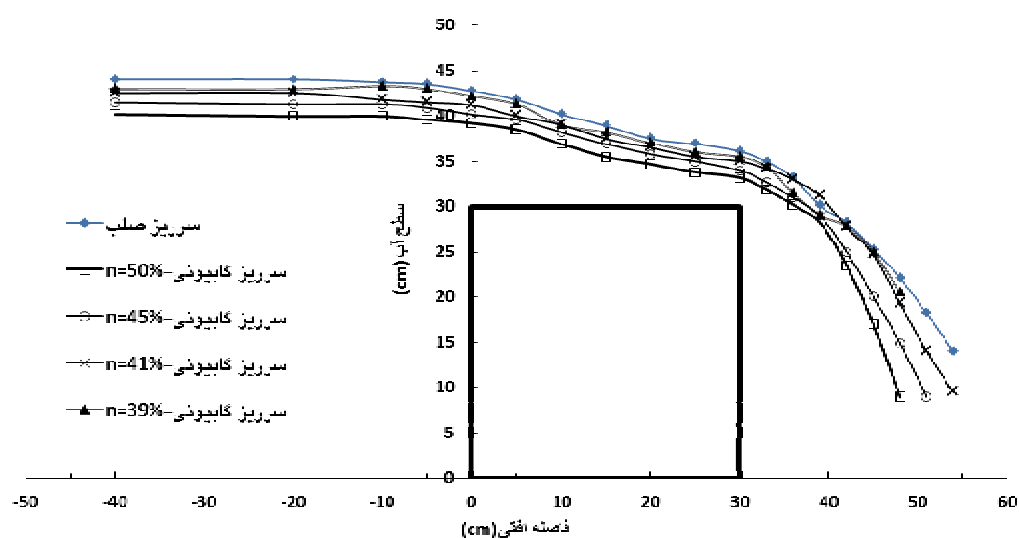 50
45
40
35
30
25
20
15
10
5
0
سطح آب (cm)
سرریز صلب
سرریز گابیونی-n=50%
سرریز گابیونی-n=45%
سرریز گابیونی-n=41%
سرریز گابیونی-n=39%
-50 -40 -30 -20 -10 0 10 20 30 40 50 60
فاصله افقی(cm)